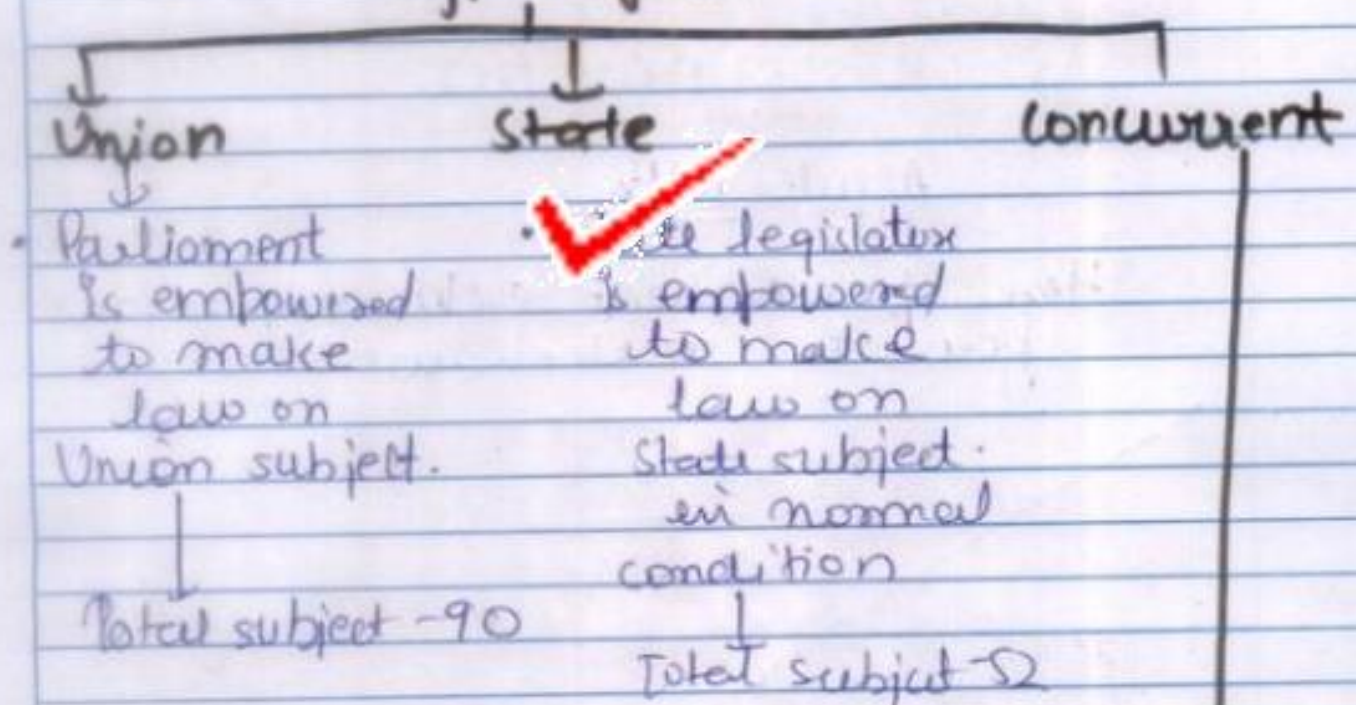 Union State Concurrent
Parliament
is empowered
to make
law on
Union subject.
Total subject -90
legislature
is empowered
to make
law on
State subject.
in normal
condition
Total subject-